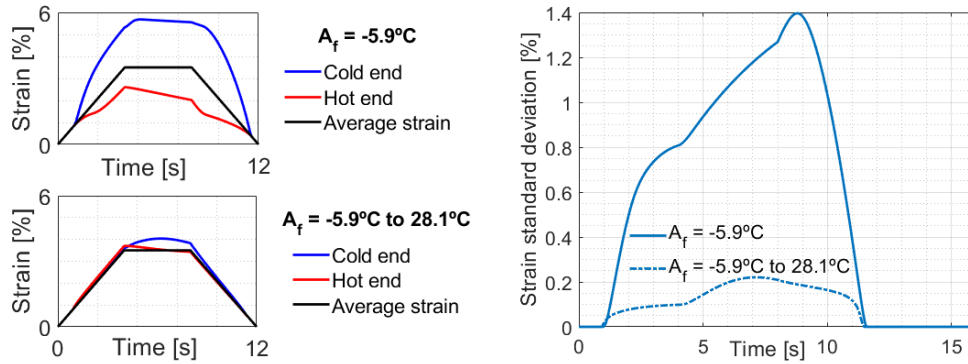 6
Strain [%]
0
Time [s]
12
A_f = -5.9ºC
Cold end
Hot end
Average strain
6
Strain [%]
0
0
Time [s]
12
A_f = -5.9ºC to 28.1ºC
Cold end
Hot end
Average strain
Strain standard deviation [%]
1.4
1.2
1
0.8
0.6
0.4
0.2
0
0
5
10
15
Time [s]
A_f = -5.9ºC
A_f = -5.9ºC to 28.1ºC